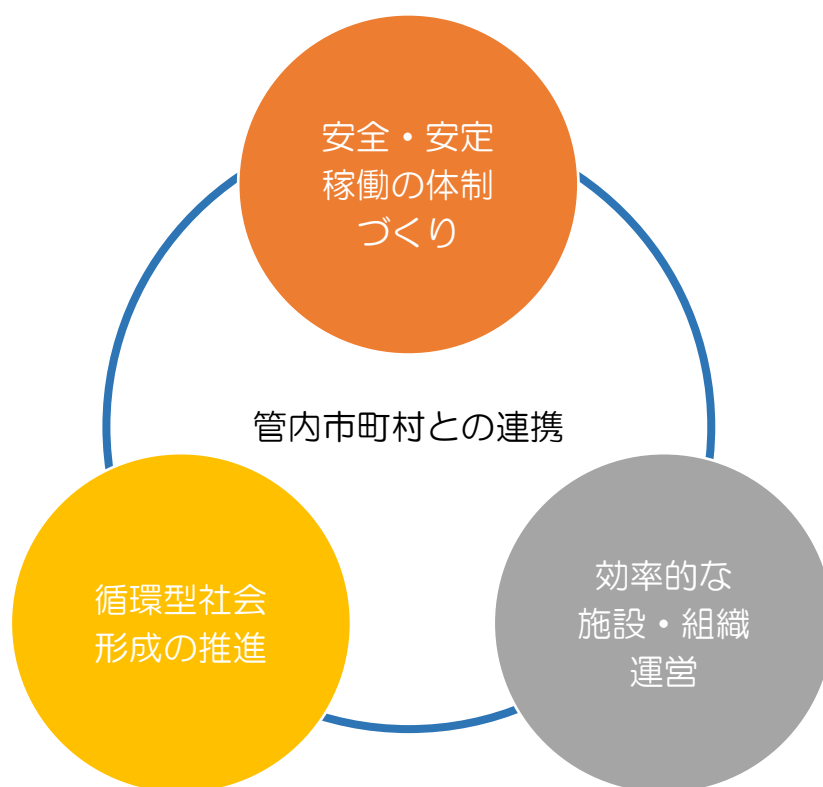 安全・安定
稼働の体制
づくり
管内市町村との連携
循環型社会
形成の推進
効率的な
施設・組織
運営